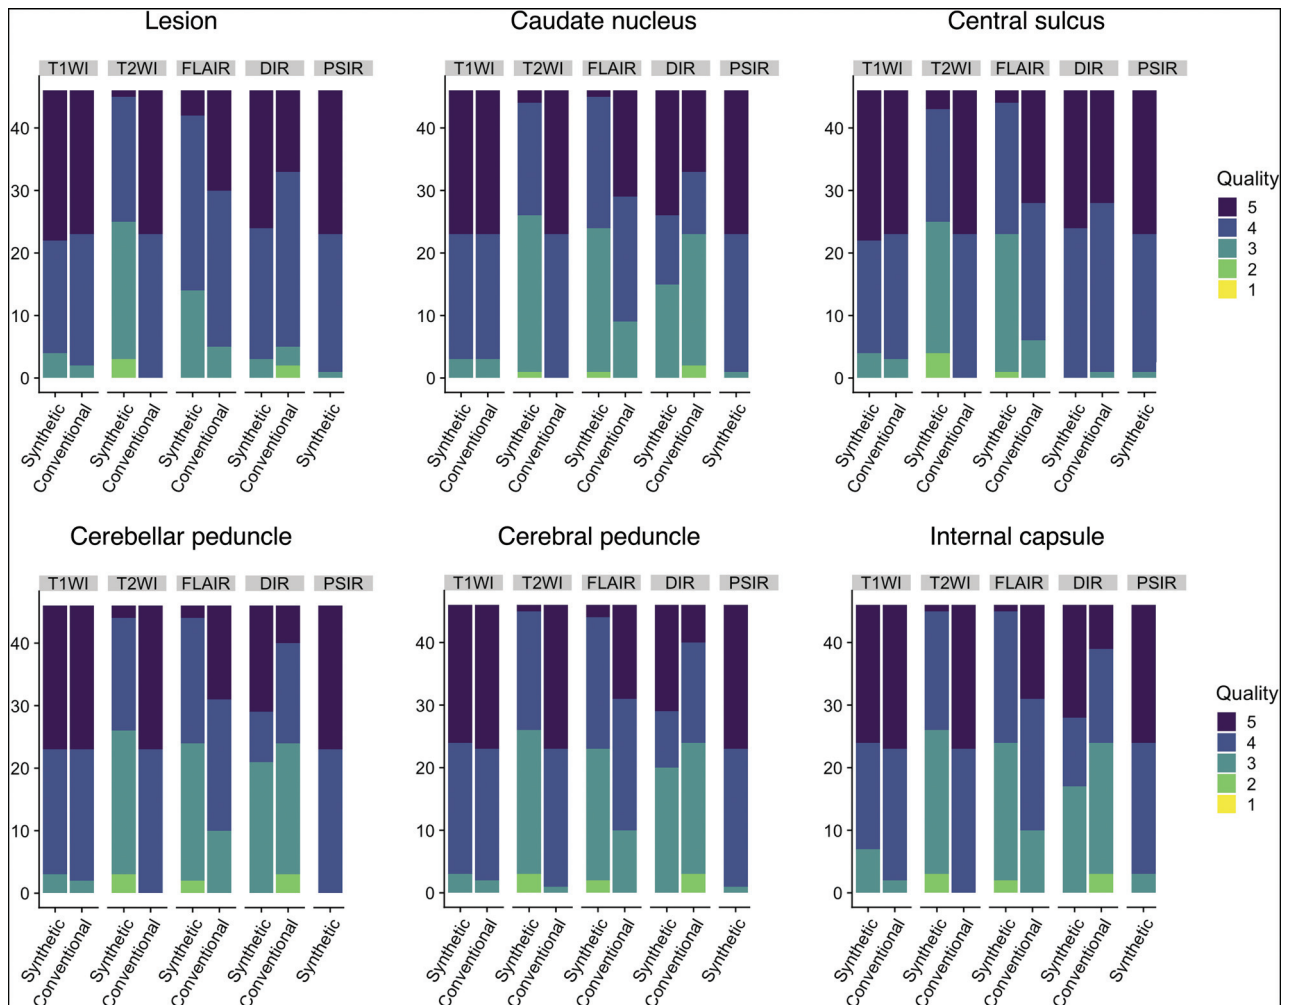 Lesion Caudate nucleus Central sulcus
T1WI T2WI FLAIR DIR PSIR T1WI T2WI FLAIR DIR PSIR T1WI T2WI FLAIR DIR PSIR
40 40 40
30 30 30
20 20 20
10 10 10
0 0 0
Quality
5
4
3
2
1
Synthetic Conventional Synthetic Conventional Synthetic Conventional Synthetic Conventional Synthetic Synthetic Conventional Synthetic Conventional Synthetic Conventional Synthetic Conventional Synthetic Synthetic Conventional Synthetic Conventional Synthetic Conventional Synthetic Conventional Synthetic
Cerebellar peduncle Cerebral peduncle Internal capsule
T1WI T2WI FLAIR DIR PSIR T1WI T2WI FLAIR DIR PSIR T1WI T2WI FLAIR DIR PSIR
40 40 40
30 30 30
20 20 20
10 10 10
0 0 0
Quality
5
4
3
2
1
Synthetic Conventional Synthetic Conventional Synthetic Conventional Synthetic Conventional Synthetic Synthetic Conventional Synthetic Conventional Synthetic Conventional Synthetic Conventional Synthetic Synthetic Conventional Synthetic Conventional Synthetic Conventional Synthetic Conventional Synthetic